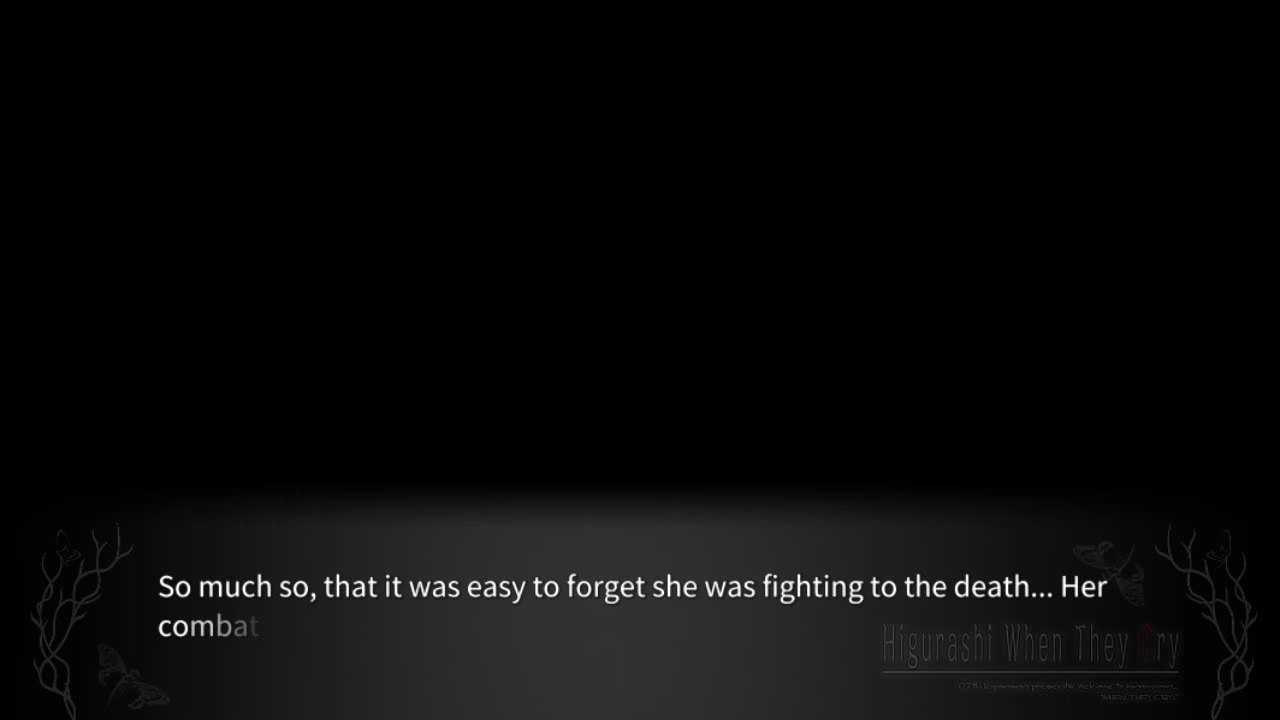 So much so, that it was easy to forget she was fighting to the death... Her
combat
Higurashi When They Cry